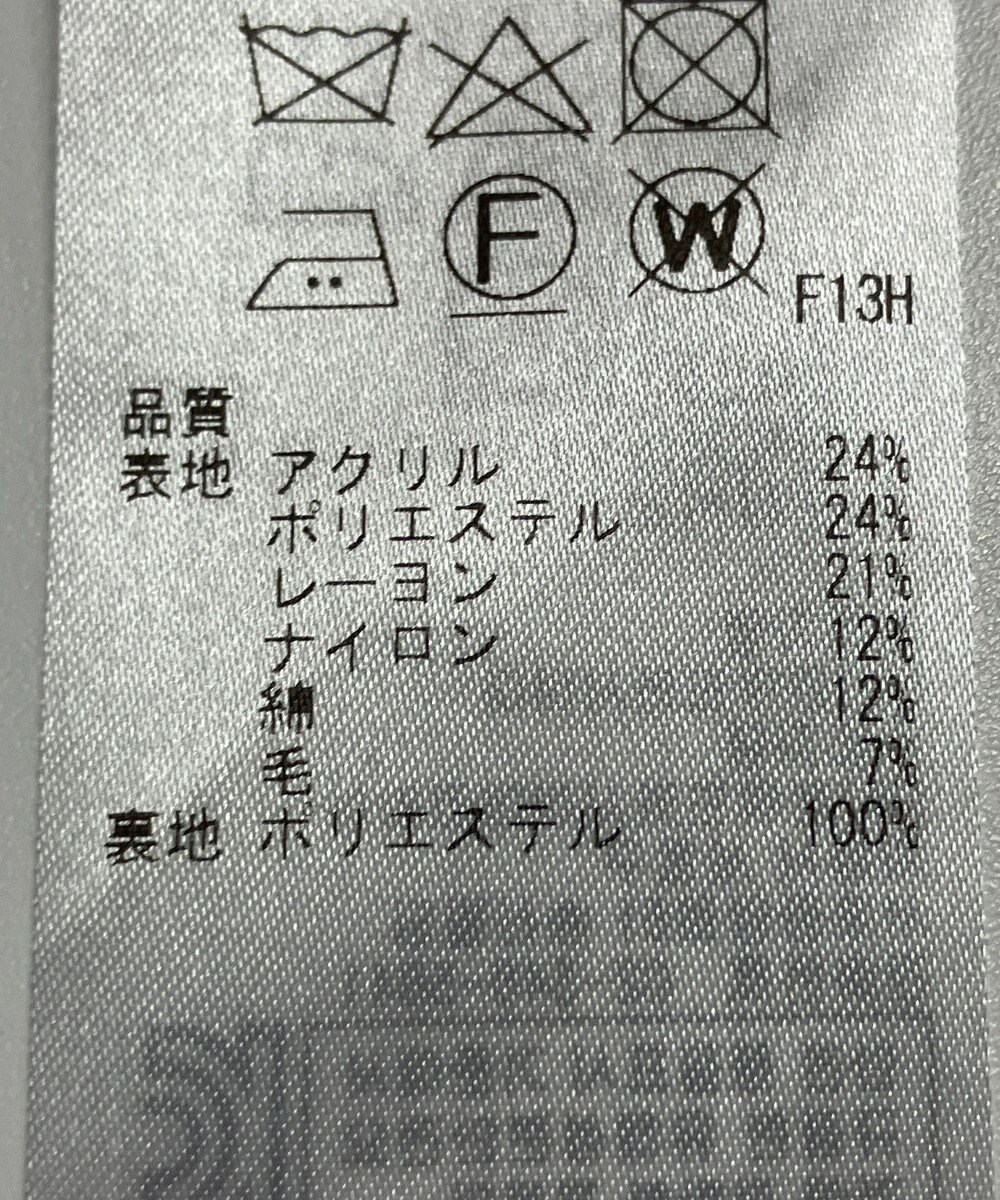 F W
F13H
品質
表地 アクリル 24%
ポリエステル 24%
レーヨン 21%
ナイロン 12%
綿 12%
毛 7%
裏地 ポリエステル 100%